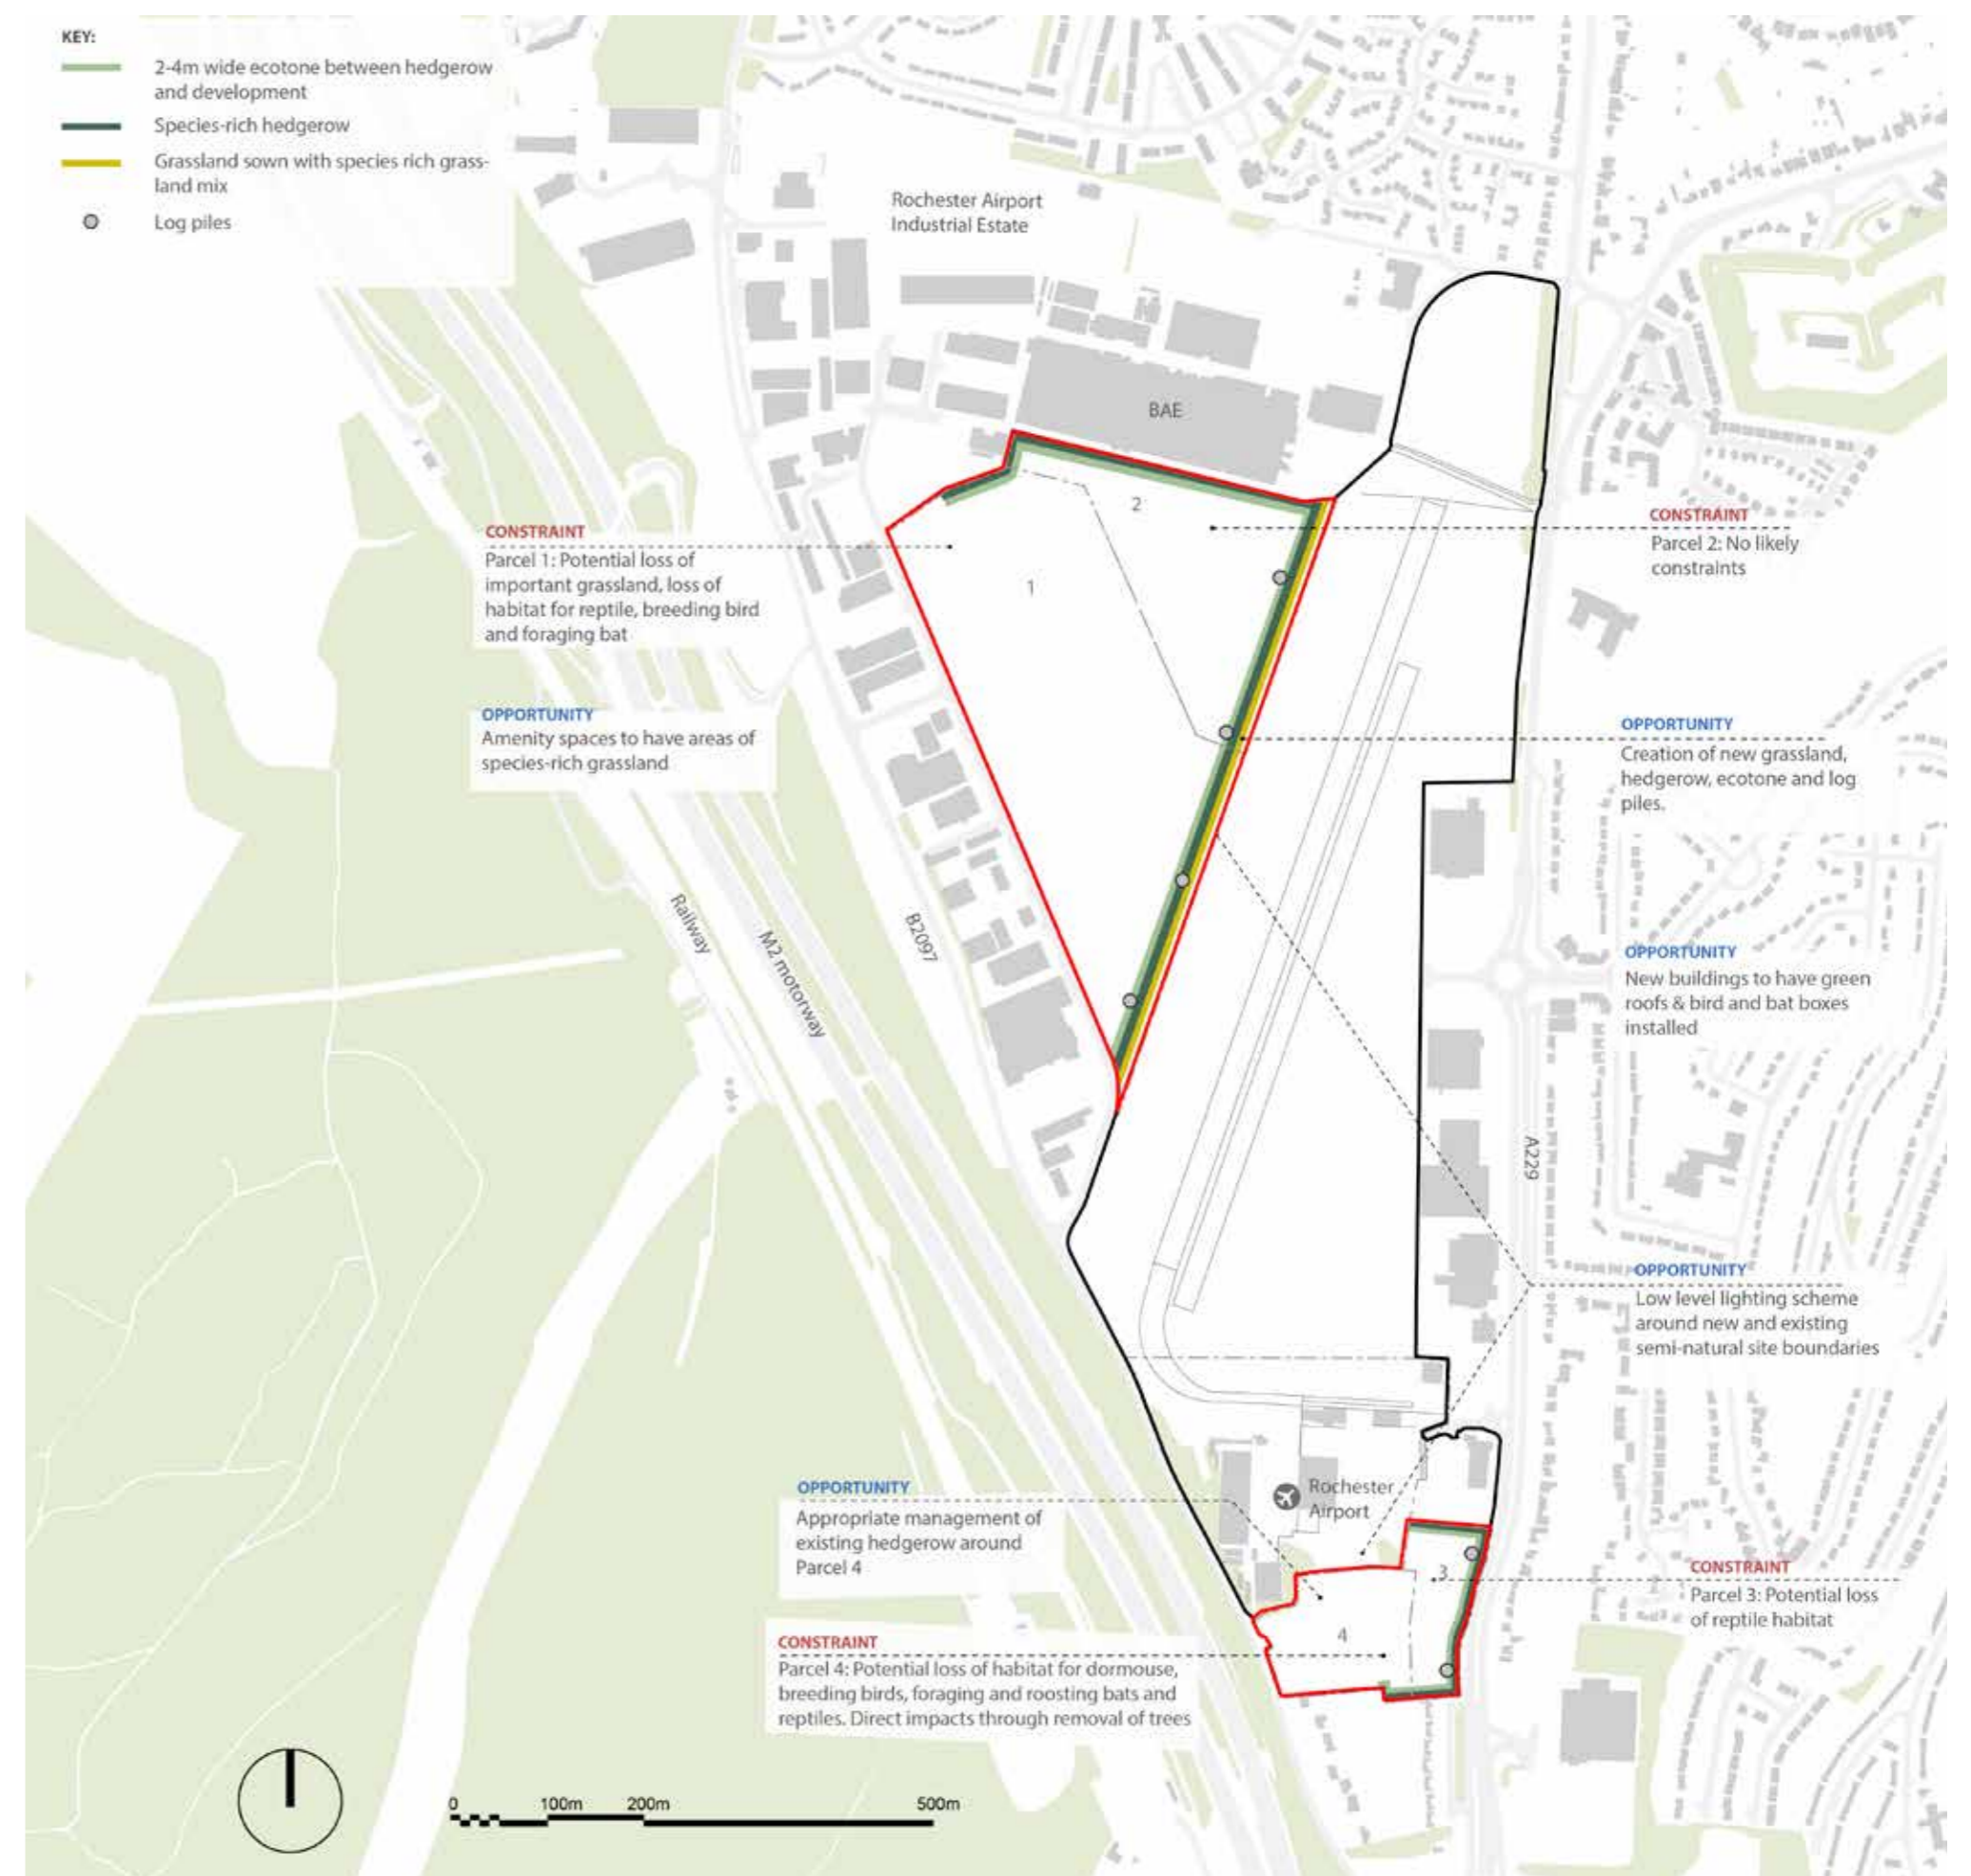 KEY:
2-4m wide ecotone between hedgerow
and development
Species-rich hedgerow
Grassland sown with species rich grass-
land mix
Log piles
Rochester Airport
Industrial Estate
BAE
2
1
CONSTRAINT
Parcel 1: Potential loss of
important grassland, loss of
habitat for reptile, breeding bird
and foraging bat
CONSTRAINT
Parcel 2: No likely
constraints
OPPORTUNITY
Amenity spaces to have areas of
species-rich grassland
OPPORTUNITY
Creation of new grassland,
hedgerow, ecotone and log
piles.
Railway
M2 motorway
B2097
OPPORTUNITY
New buildings to have green
roofs & bird and bat boxes
installed
A229
OPPORTUNITY
Low level lighting scheme
around new and existing
semi-natural site boundaries
OPPORTUNITY
Appropriate management of
existing hedgerow around
Parcel 4
Rochester
Airport
3
4
CONSTRAINT
Parcel 3: Potential loss
of reptile habitat
CONSTRAINT
Parcel 4: Potential loss of habitat for dormouse,
breeding birds, foraging and roosting bats and
reptiles. Direct impacts through removal of trees
0 100m 200m 500m